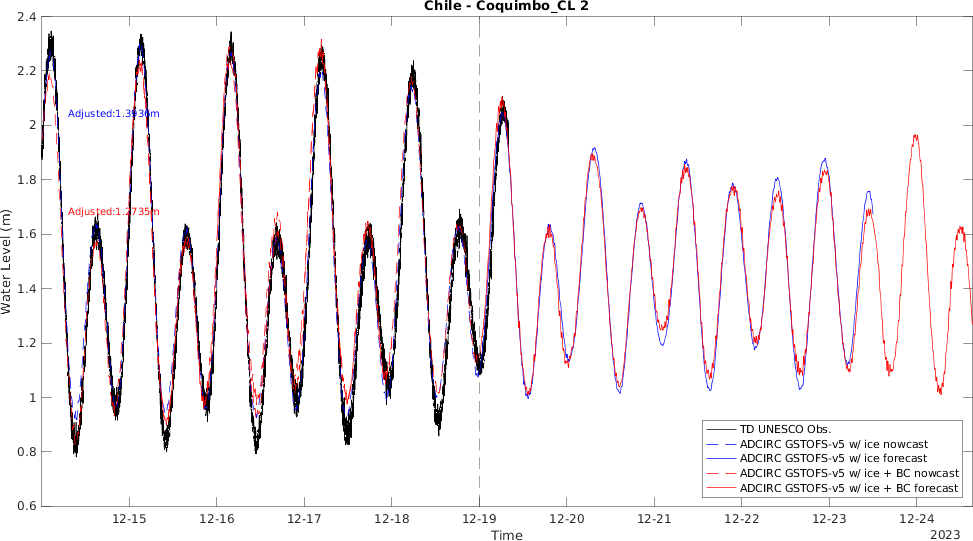 Chile - Coquimbo_CL 2
2.4
2.2
2
1.8
1.6
1.4
1.2
1
0.8
0.6
Water Level (m)
Adjusted:1.3936m
Adjusted:1.2735m
TD UNESCO Obs.
ADCIRC GSTOFS-v5 w/ ice nowcast
ADCIRC GSTOFS-v5 w/ ice forecast
ADCIRC GSTOFS-v5 w/ ice + BC nowcast
ADCIRC GSTOFS-v5 w/ ice + BC forecast
12-15 12-16 12-17 12-18 12-19 12-20 12-21 12-22 12-23 12-24
Time
2023